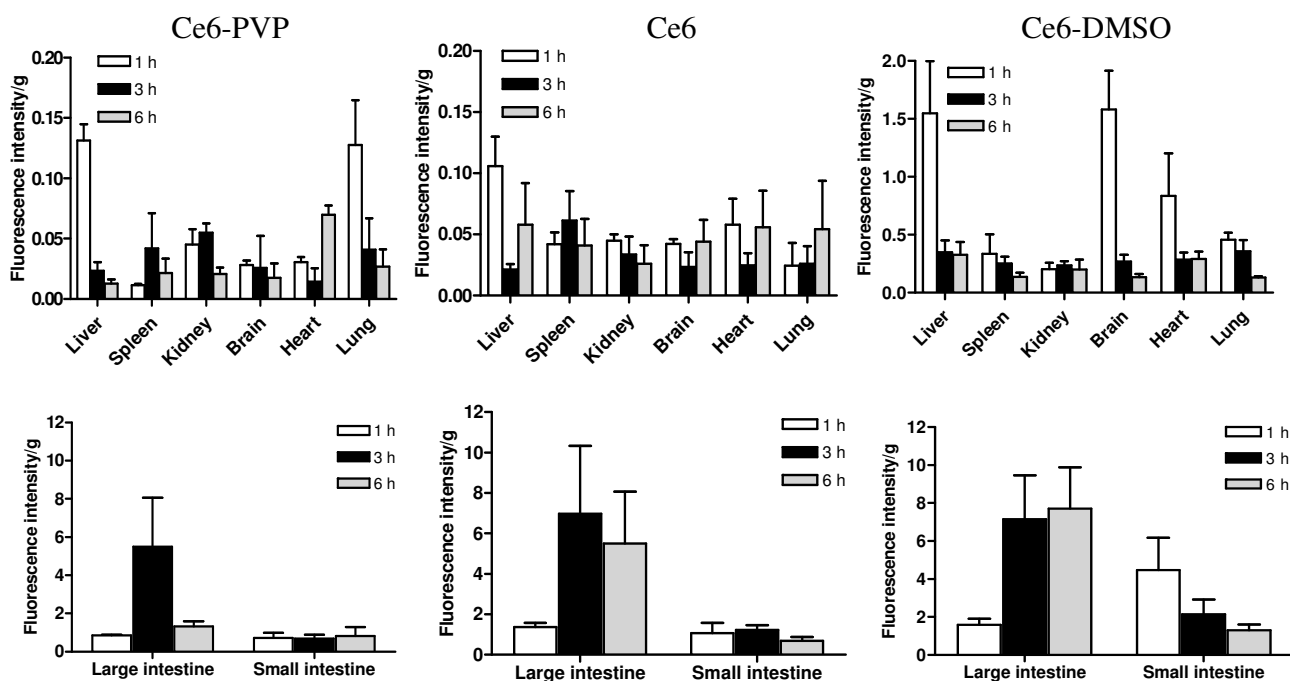 Ce6-PVP
Fluorescence intensity/g
0.20
0.15
0.10
0.05
0.00
1 h
3 h
6 h
Liver
Spleen
Kidney
Brain
Heart
Lung
Ce6
Fluorescence intensity/g
0.20
0.15
0.10
0.05
0.00
1 h
3 h
6 h
Liver
Spleen
Kidney
Brain
Heart
Lung
Ce6-DMSO
Fluorescence intensity/g
2.0
1.5
1.0
0.5
0.0
1 h
3 h
6 h
Liver
Spleen
Kidney
Brain
Heart
Lung
Fluorescence intensity/g
12
10
8
6
4
2
0
1 h
3 h
6 h
Large intestine
Small intestine
Fluorescence intensity/g
12
10
8
6
4
2
0
1 h
3 h
6 h
Large intestine
Small intestine
Fluorescence intensity/g
12
10
8
6
4
2
0
1 h
3 h
6 h
Large intestine
Small intestine